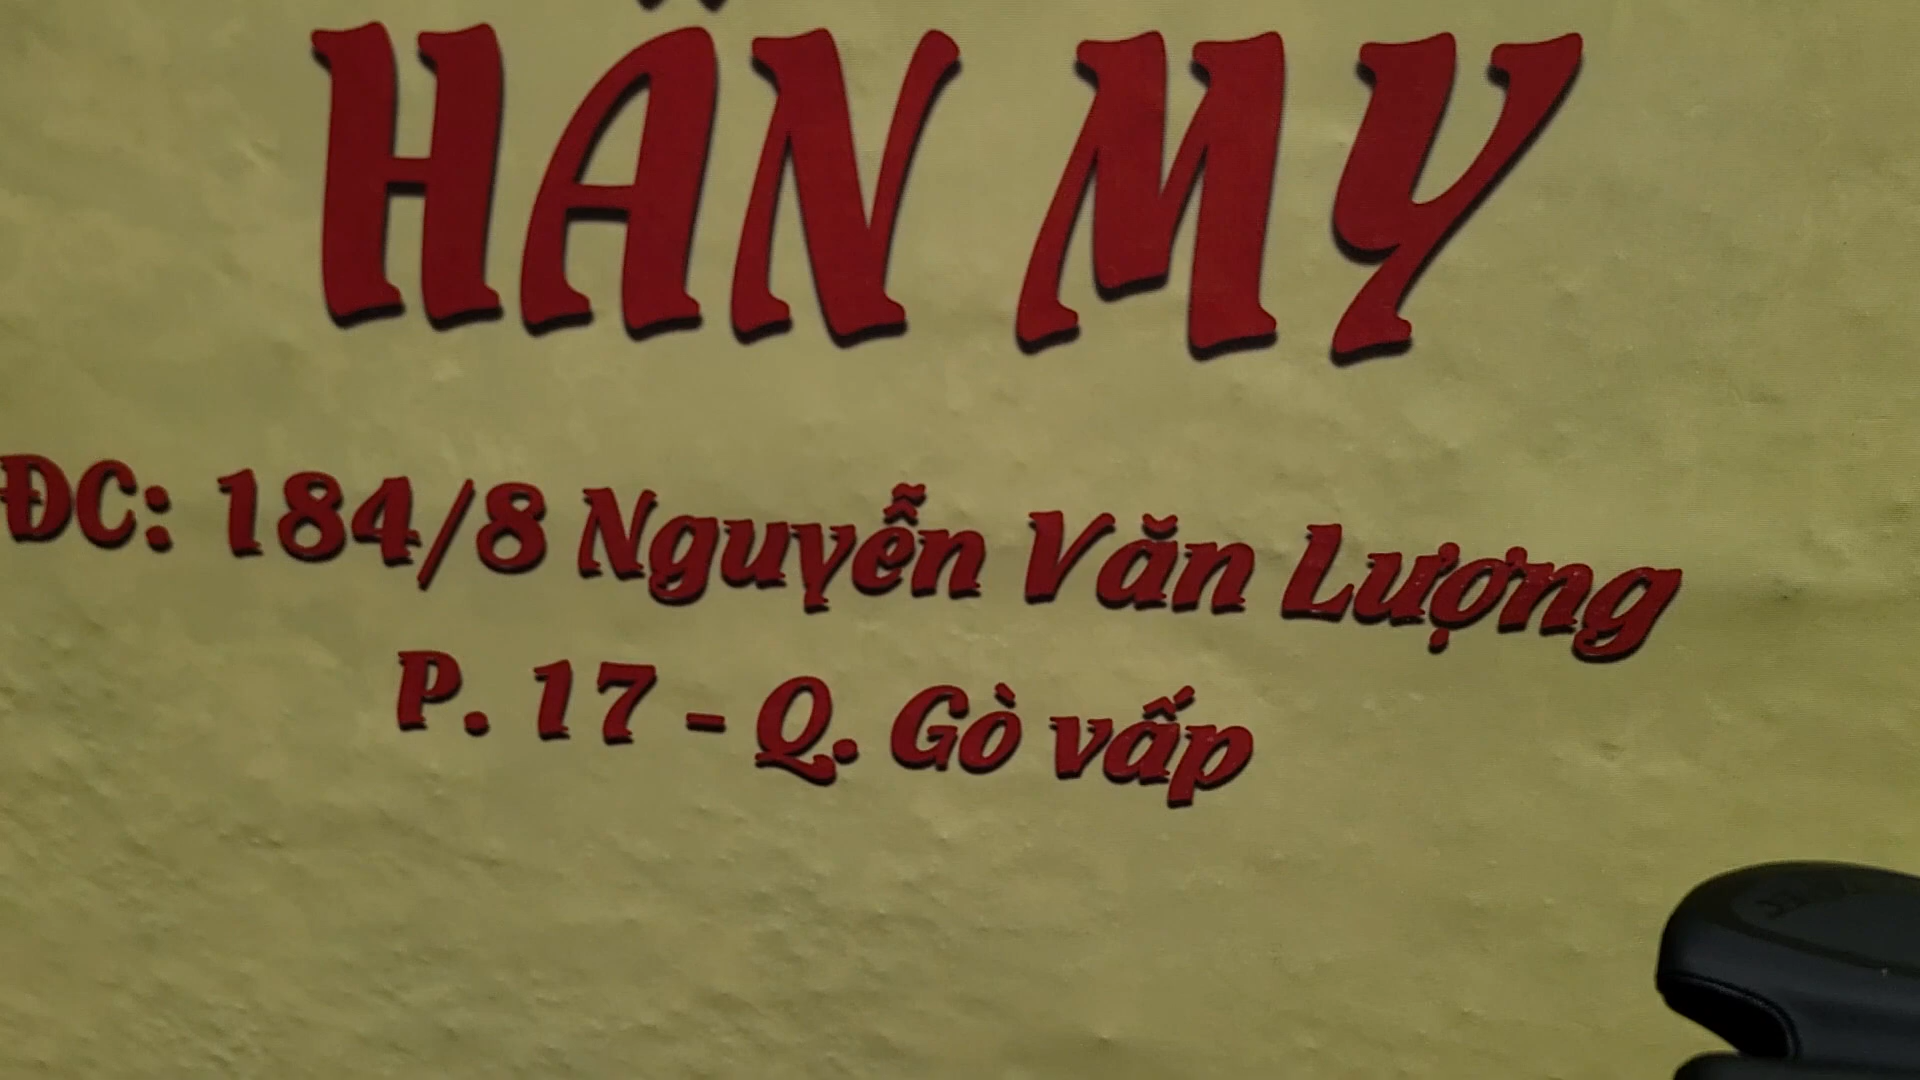 HÂN MY
ĐC: 184/8 Nguyễn Văn Lượng
P. 17 - Q. Gò vấp